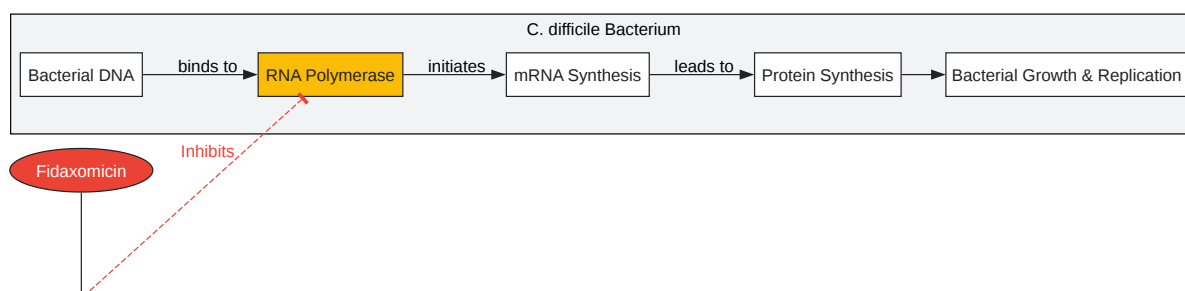 C. difficile Bacterium
Bacterial DNA
binds to
RNA Polymerase
initiates
mRNA Synthesis
leads to
Protein Synthesis
Bacterial Growth & Replication
Inhibits
Fidaxomicin